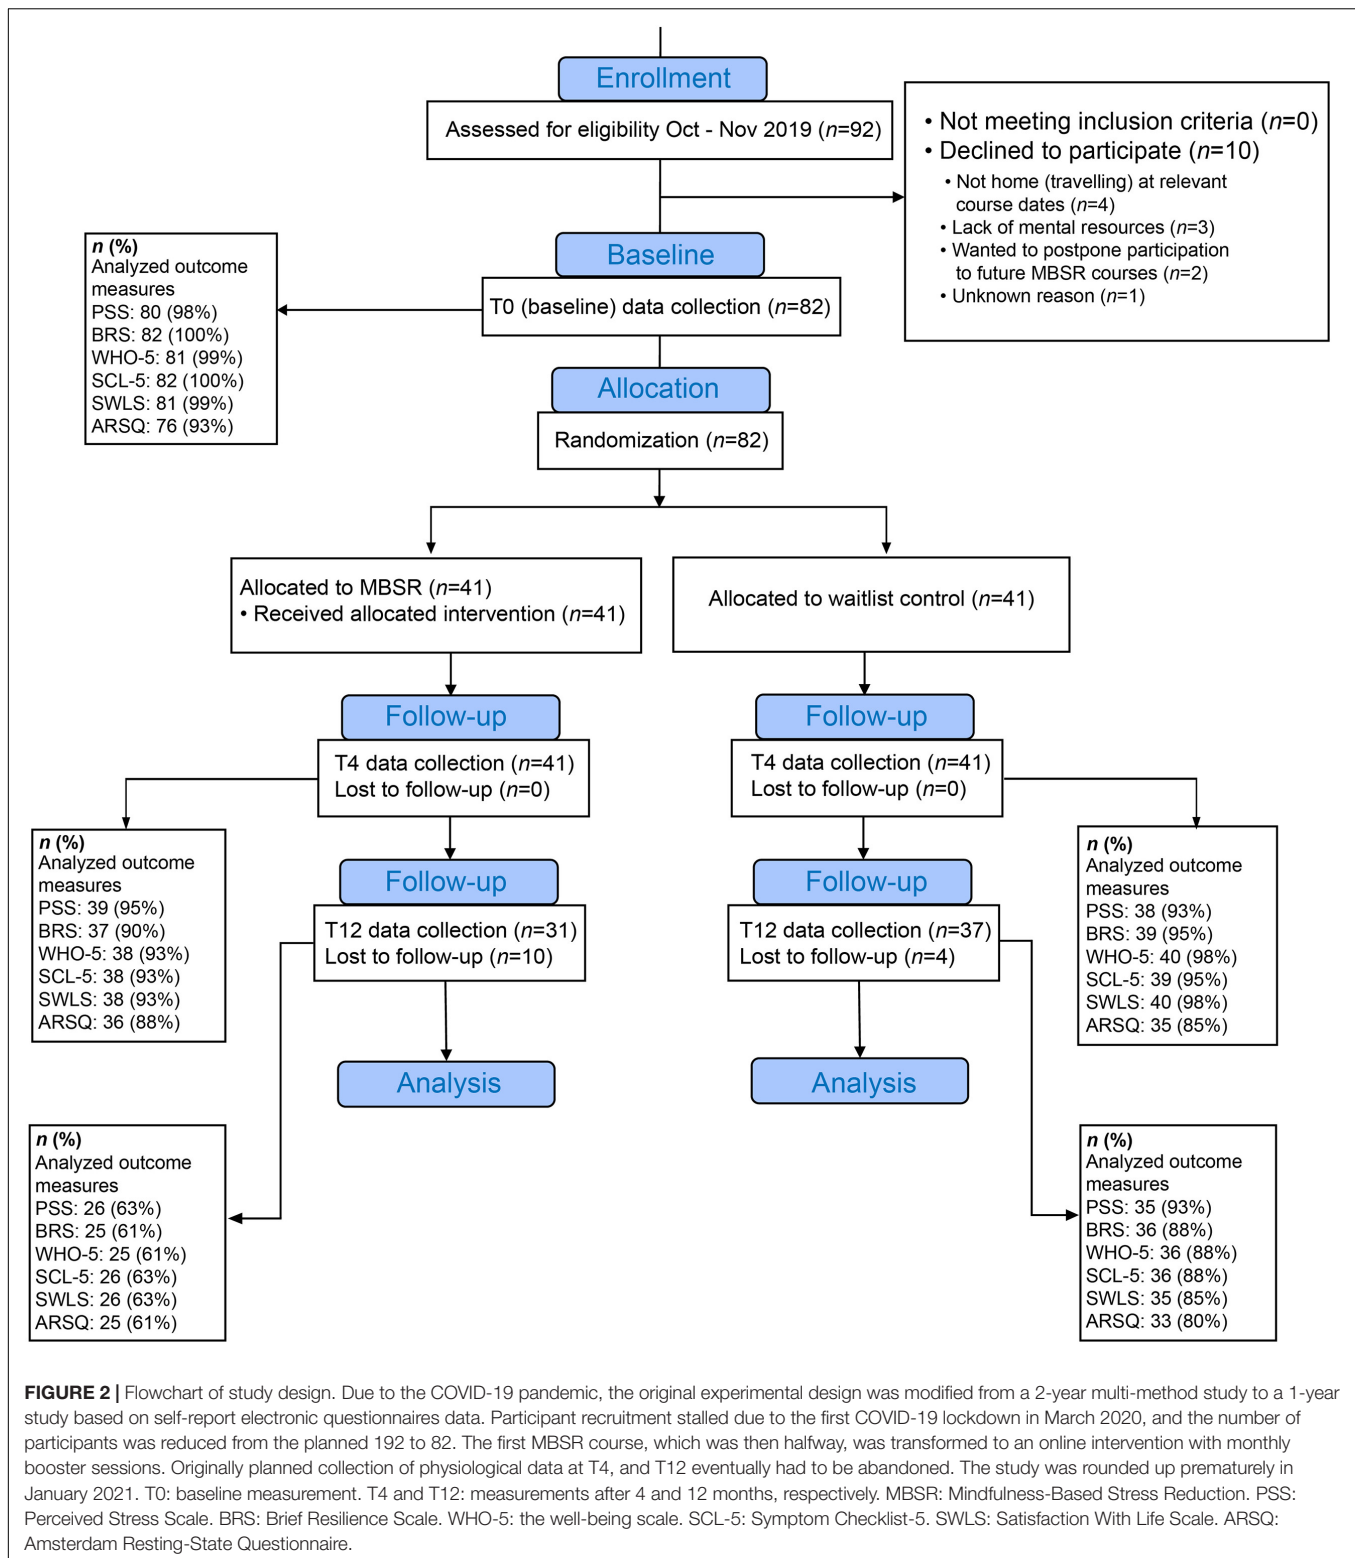 Enrollment
Assessed for eligibility Oct - Nov 2019 (n=92)
• Not meeting inclusion criteria (n=0)
• Declined to participate (n=10)
• Not home (travelling) at relevant
course dates (n=4)
• Lack of mental resources (n=3)
• Wanted to postpone participation
to future MBSR courses (n=2)
• Unknown reason (n=1)
Baseline
T0 (baseline) data collection (n=82)
n (%)
Analyzed outcome
measures
PSS: 80 (98%)
BRS: 82 (100%)
WHO-5: 81 (99%)
SCL-5: 82 (100%)
SWLS: 81 (99%)
ARSQ: 76 (93%)
Allocation
Randomization (n=82)
Allocated to MBSR (n=41)
• Received allocated intervention (n=41)
Allocated to waitlist control (n=41)
Follow-up
T4 data collection (n=41)
Lost to follow-up (n=0)
Follow-up
T4 data collection (n=41)
Lost to follow-up (n=0)
n (%)
Analyzed outcome
measures
PSS: 39 (95%)
BRS: 37 (90%)
WHO-5: 38 (93%)
SCL-5: 38 (93%)
SWLS: 38 (93%)
ARSQ: 36 (88%)
n (%)
Analyzed outcome
measures
PSS: 38 (93%)
BRS: 39 (95%)
WHO-5: 40 (98%)
SCL-5: 39 (95%)
SWLS: 40 (98%)
ARSQ: 35 (85%)
Follow-up
T12 data collection (n=31)
Lost to follow-up (n=10)
Follow-up
T12 data collection (n=37)
Lost to follow-up (n=4)
Analysis
Analysis
n (%)
Analyzed outcome
measures
PSS: 26 (63%)
BRS: 25 (61%)
WHO-5: 25 (61%)
SCL-5: 26 (63%)
SWLS: 26 (63%)
ARSQ: 25 (61%)
n (%)
Analyzed outcome
measures
PSS: 35 (93%)
BRS: 36 (88%)
WHO-5: 36 (88%)
SCL-5: 36 (88%)
SWLS: 35 (85%)
ARSQ: 33 (80%)
FIGURE 2 | Flowchart of study design. Due to the COVID-19 pandemic, the original experimental design was modified from a 2-year multi-method study to a 1-year
study based on self-report electronic questionnaires data. Participant recruitment stalled due to the first COVID-19 lockdown in March 2020, and the number of
participants was reduced from the planned 192 to 82. The first MBSR course, which was then halfway, was transformed to an online intervention with monthly
booster sessions. Originally planned collection of physiological data at T4, and T12 eventually had to be abandoned. The study was rounded up prematurely in
January 2021. T0: baseline measurement. T4 and T12: measurements after 4 and 12 months, respectively. MBSR: Mindfulness-Based Stress Reduction. PSS:
Perceived Stress Scale. BRS: Brief Resilience Scale. WHO-5: the well-being scale. SCL-5: Symptom Checklist-5. SWLS: Satisfaction With Life Scale. ARSQ:
Amsterdam Resting-State Questionnaire.